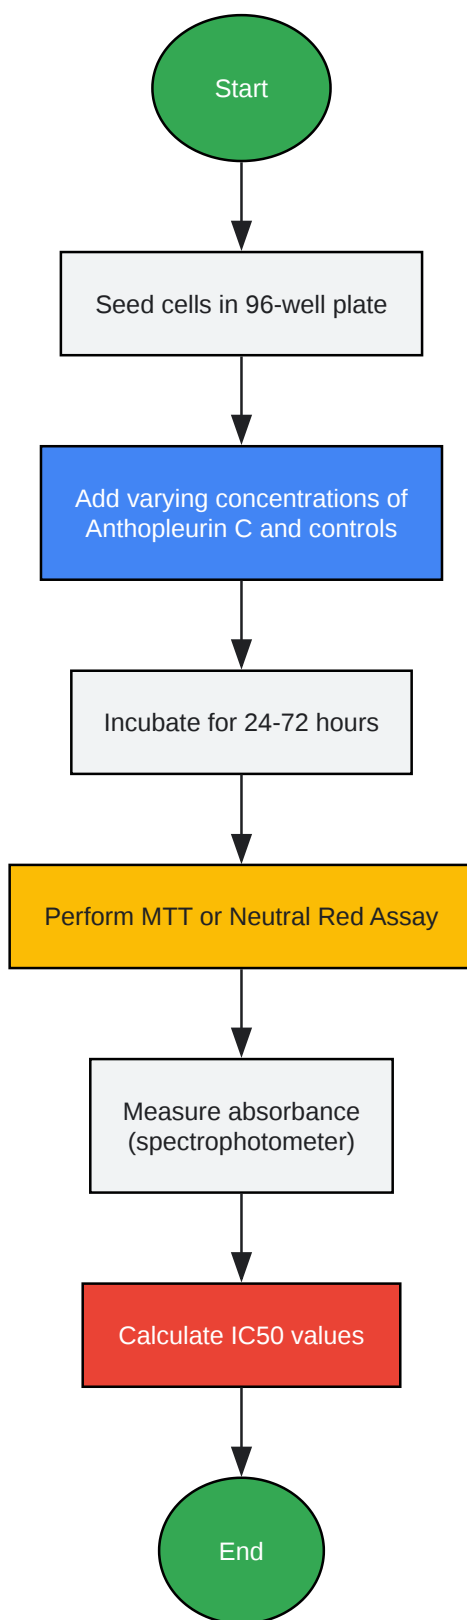 Start
Seed cells in 96-well plate
Add varying concentrations of
Anthopleurin C and controls
Incubate for 24-72 hours
Perform MTT or Neutral Red Assay
Measure absorbance
(spectrophotometer)
Calculate IC50 values
End